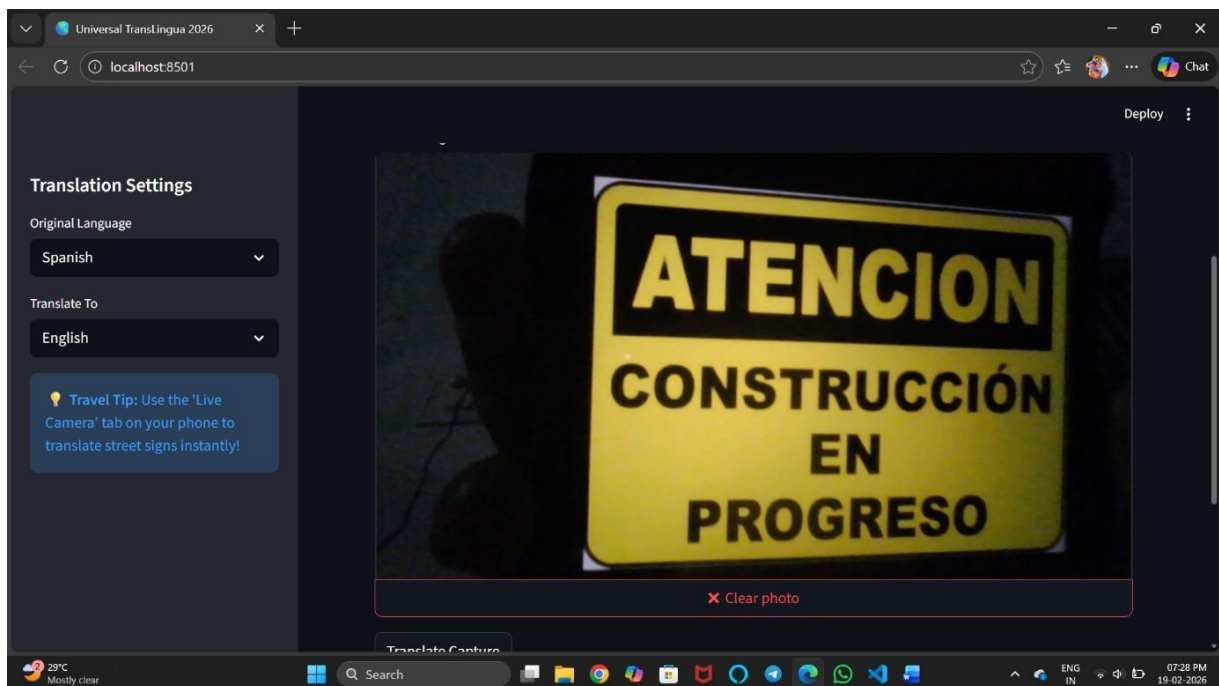 Universal TransLingua 2026
localhost:8501
Chat
Deploy
Translation Settings
Original Language
Spanish
Translate To
English
💡 Travel Tip: Use the 'Live
Camera' tab on your phone to
translate street signs instantly!
ATENCION
CONSTRUCCIÓN
EN
PROGRESO
Clear photo
Translate Capture
2
29°C
Mostly clear
Search
ENG
IN
07:28 PM
19-02-2026